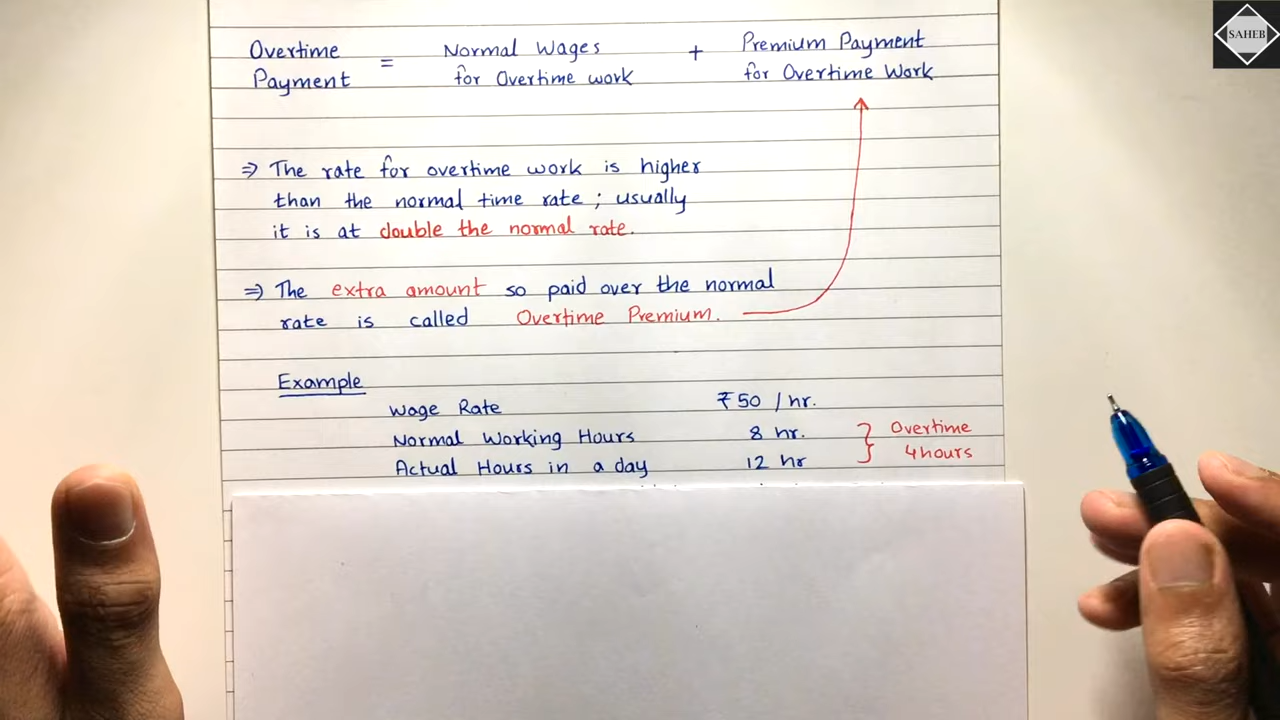 SAHEB
Overtime Payment = Normal Wages for Overtime work + Premium Payment for Overtime Work
⇒ The rate for overtime work is higher
than the normal time rate ; usually
it is at double the normal rate.
⇒ The extra amount so paid over the normal
rate is called Overtime Premium.
Example
Wage Rate ₹50 / hr.
Normal Working Hours 8 hr.
Actual Hours in a day 12 hr
Overtime
4 hours